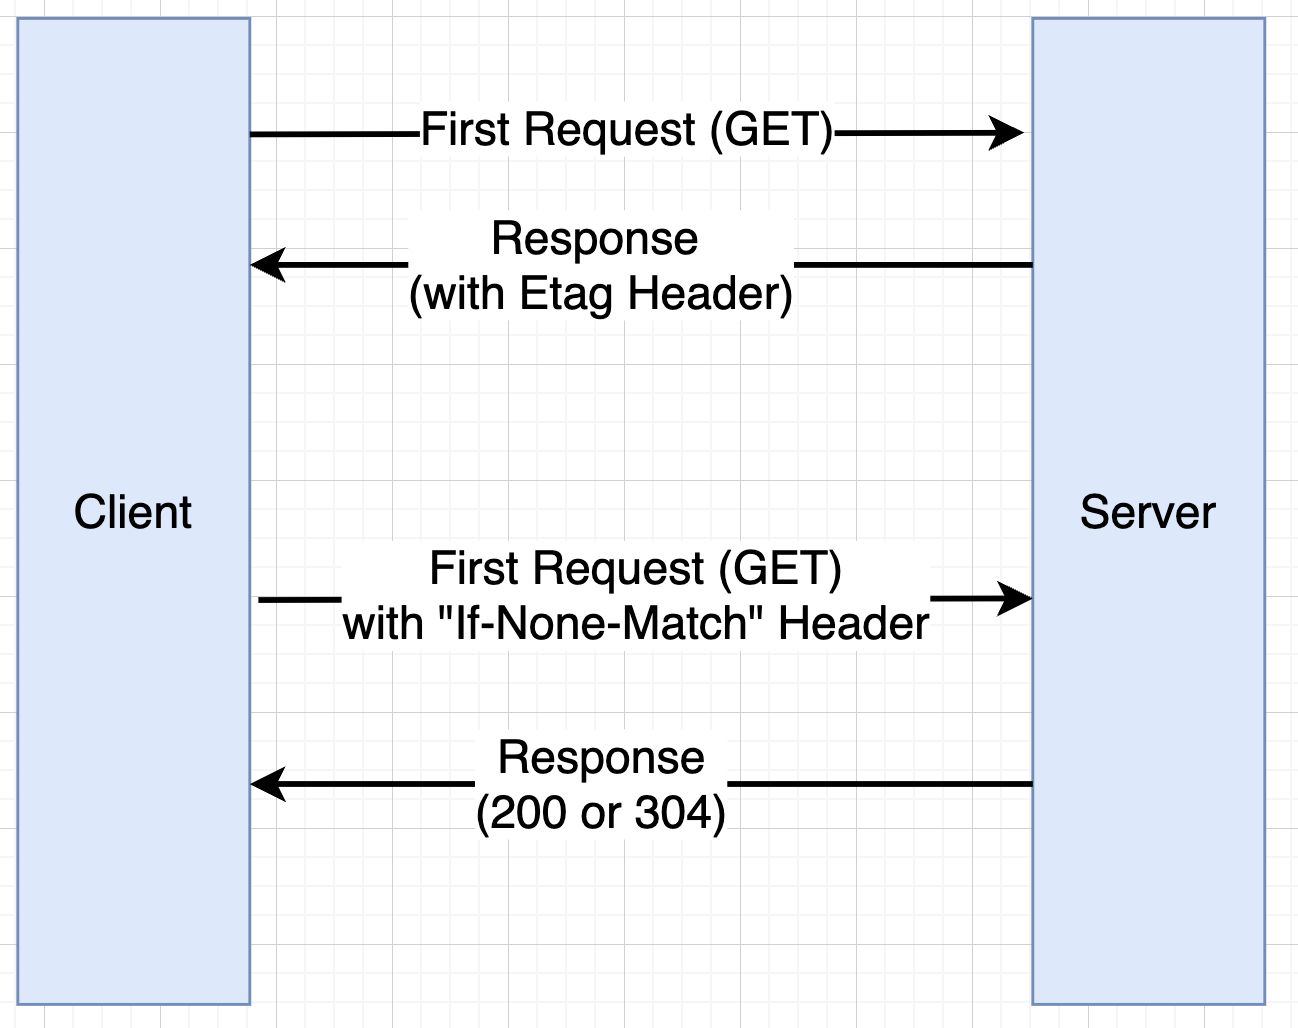 First Request (GET)
Response
(with Etag Header)
Client
Server
First Request (GET)
with "If-None-Match" Header
Response
(200 or 304)